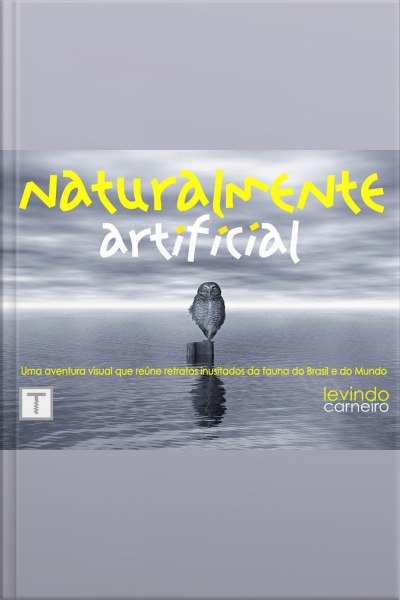 Naturalmente
artificial
Uma aventura visual que reúne retratos inusitados da fauna do Brasil e do Mundo
T
levindo
carneiro